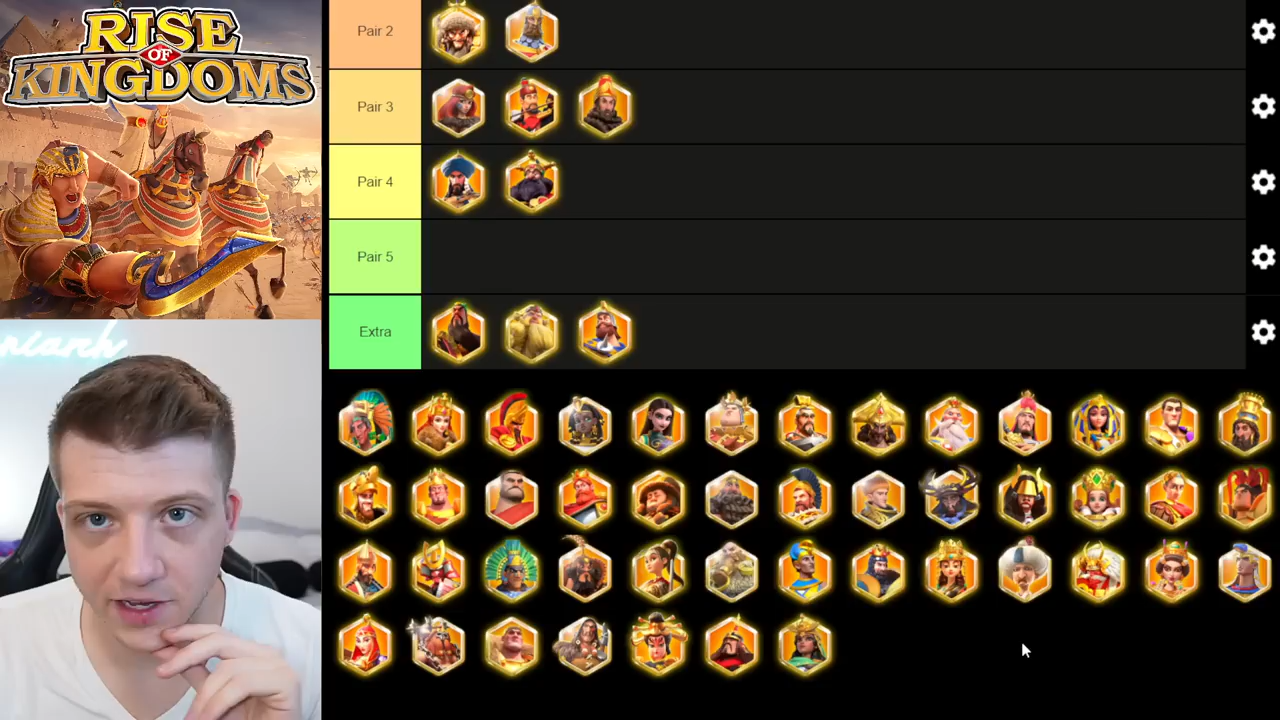 RISE
OF
KINGDOMS
Pair 2
Pair 3
Pair 4
Pair 5
Extra